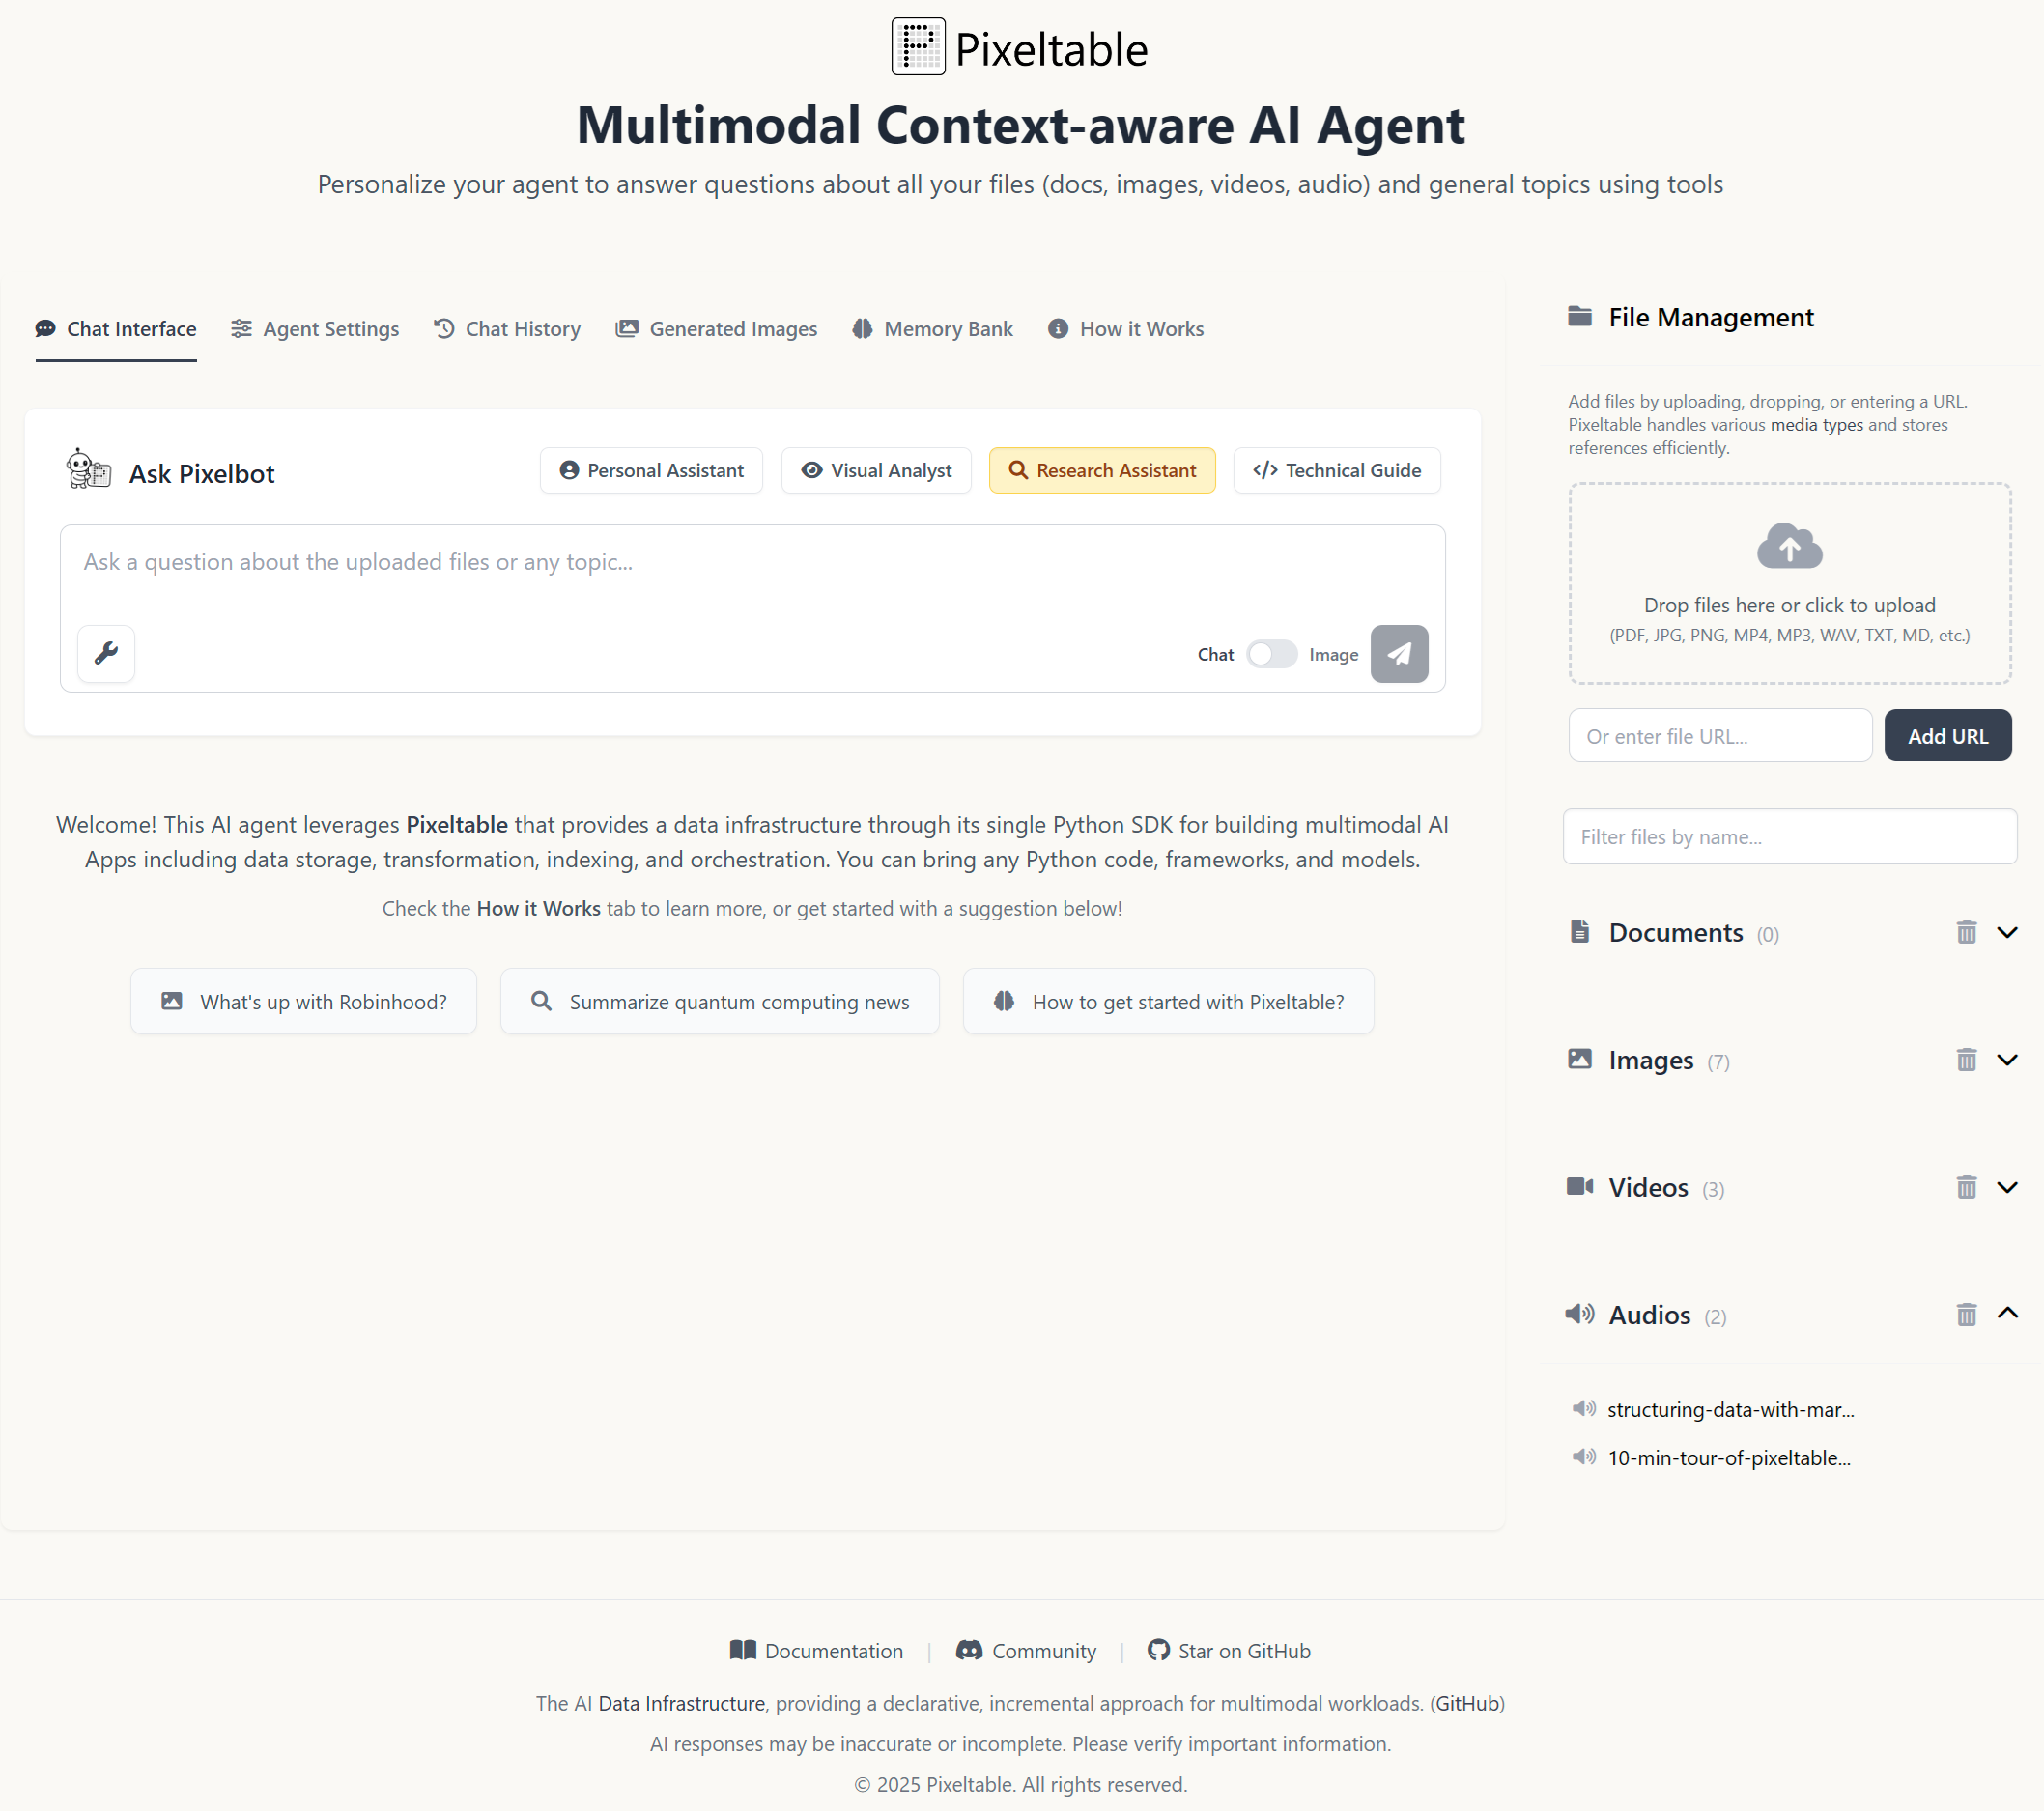 Pixeltable
Multimodal Context-aware AI Agent
Personalize your agent to answer questions about all your files (docs, images, videos, audio) and general topics using tools
Chat Interface
Agent Settings
Chat History
Generated Images
Memory Bank
How it Works
Ask Pixelbot
Personal Assistant
Visual Analyst
Research Assistant
Technical Guide
Ask a question about the uploaded files or any topic...
Chat
Image
Welcome! This AI agent leverages Pixeltable that provides a data infrastructure through its single Python SDK for building multimodal AI
Apps including data storage, transformation, indexing, and orchestration. You can bring any Python code, frameworks, and models.
Check the How it Works tab to learn more, or get started with a suggestion below!
What's up with Robinhood?
Summarize quantum computing news
How to get started with Pixeltable?
File Management
Add files by uploading, dropping, or entering a URL.
Pixeltable handles various media types and stores
references efficiently.
Drop files here or click to upload
(PDF, JPG, PNG, MP4, MP3, WAV, TXT, MD, etc.)
Or enter file URL...
Add URL
Filter files by name...
Documents (0)
Images (7)
Videos (3)
Audios (2)
structuring-data-with-mar...
10-min-tour-of-pixeltable...
Documentation | Community | Star on GitHub
The AI Data Infrastructure, providing a declarative, incremental approach for multimodal workloads. (GitHub)
AI responses may be inaccurate or incomplete. Please verify important information.
© 2025 Pixeltable. All rights reserved.